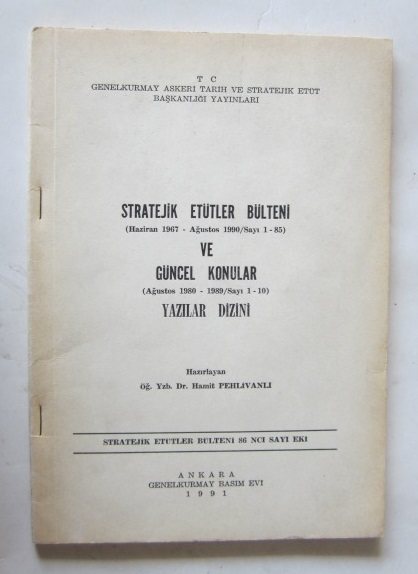 T C
GENELKURMAY ASKERİ TARİH VE STRATEJİK ETÜT
BAŞKANLIĞI YAYINLARI
STRATEJİK ETÜTLER BÜLTENİ
(Haziran 1967 - Ağustos 1990/Sayı 1 - 85)
VE
GÜNCEL KONULAR
(Ağustos 1980 - 1989/Sayı 1 - 10)
YAZILAR DİZİNİ
Hazırlayan
Öğ. Yzb. Dr. Hamit PEHLİVANLI
STRATEJİK ETÜTLER BÜLTENİ 86 NCI SAYI EKİ
ANKARA
GENELKURMAY BASIM EVİ
1991